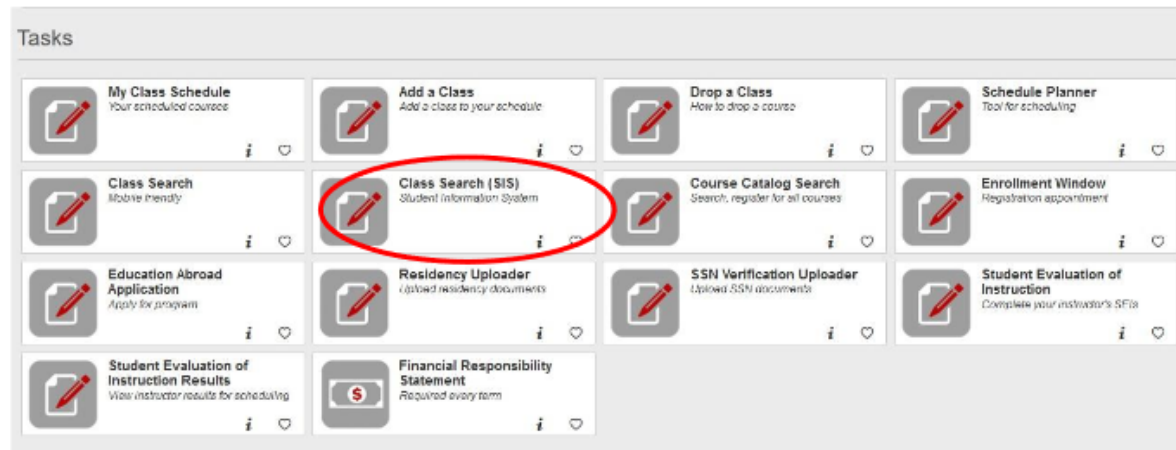 Tasks
My Class Schedule
Your scheduled courses
i
Add a Class
Add a class to your schedule
i
Drop a Class
How to drop a course
i
Schedule Planner
Tool for scheduling
i
Class Search
Mobile friendly
i
Class Search (SIS)
Student Information System
i
Course Catalog Search
Search, register for all courses
i
Enrollment Window
Registration appointment
i
Education Abroad
Application
Apply for program
i
Residency Uploader
Upload residency documents
i
SSN Verification Uploader
Upload SSN documents
i
Student Evaluation of
Instruction
Complete your instructor's SEIs
i
Student Evaluation of
Instruction Results
View instructor results for scheduling
i
$
Financial Responsibility
Statement
Required every term
i